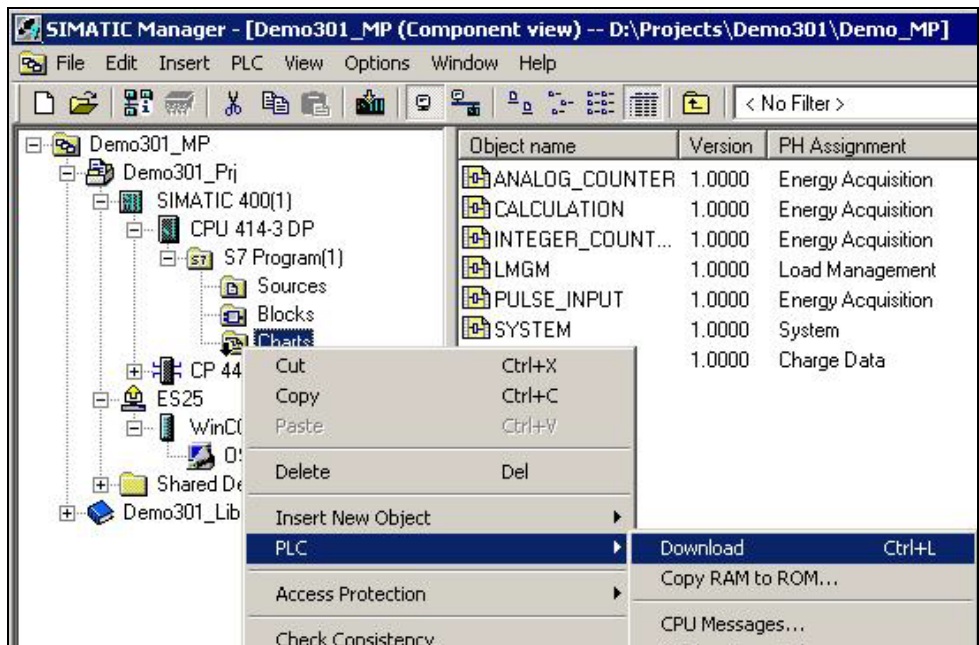 SIMATIC Manager - [Demo301_MP (Component view) -- D:\Projects\Demo301\Demo_MP]
File Edit Insert PLC View Options Window Help
< No Filter >
Demo301_MP
Demo301_Prj
SIMATIC 400(1)
CPU 414-3 DP
S7 Program(1)
Sources
Blocks
Charts
CP 44
ES25
WinC
Shared De
Demo301_Lib
Object name Version PH Assignment
ANALOG_COUNTER 1.0000 Energy Acquisition
CALCULATION 1.0000 Energy Acquisition
INTEGER_COUNT... 1.0000 Energy Acquisition
LMGM 1.0000 Load Management
PULSE_INPUT 1.0000 Energy Acquisition
SYSTEM 1.0000 System
1.0000 Charge Data
Cut Ctrl+X
Copy Ctrl+C
Paste Ctrl+V
Delete Del
Insert New Object
PLC
Access Protection
Check Consistency
Download Ctrl+L
Copy RAM to ROM...
CPU Messages...